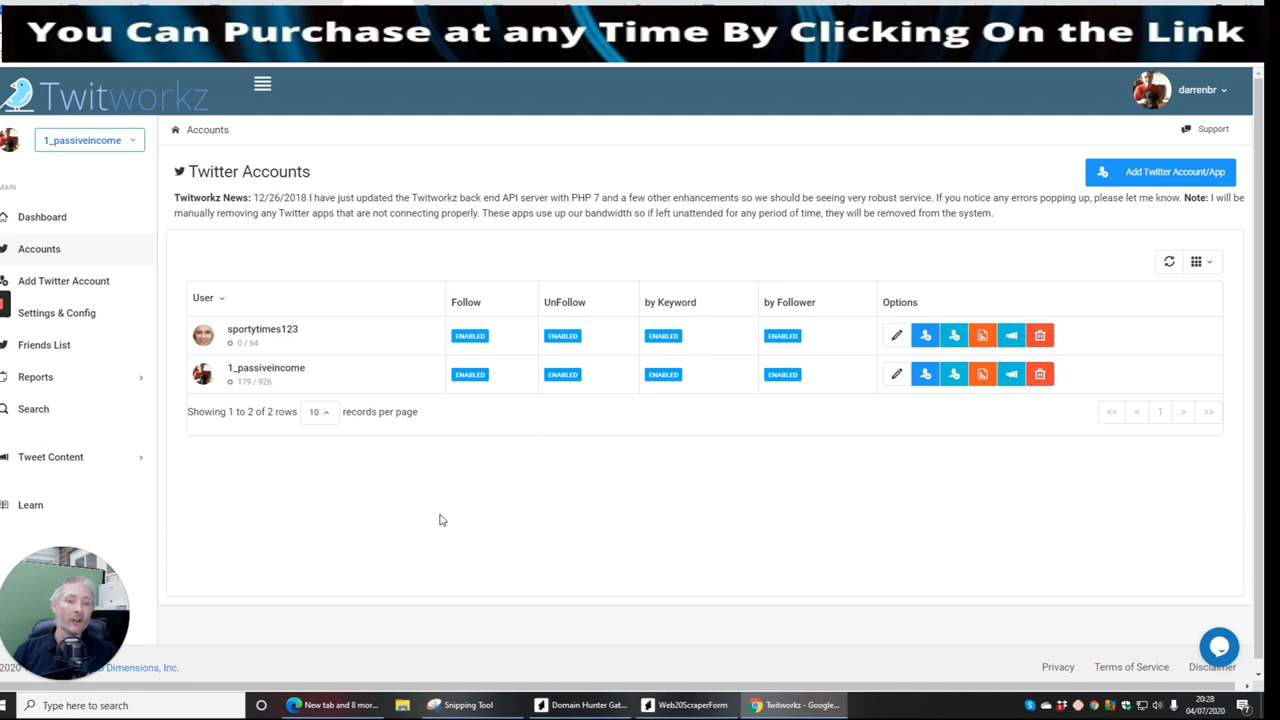 You Can Purchase at any Time By Clicking On the Link
Twitworkz
darrenbr
1_passiveincome
Accounts
Support
MAIN
Twitter Accounts
Add Twitter Account/App
Twitworkz News: 12/26/2018 I have just updated the Twitworkz back end API server with PHP 7 and a few other enhancements so we should be seeing very robust service. If you notice any errors popping up, please let me know. Note: I will be
manually removing any Twitter apps that are not connecting properly. These apps use up our bandwidth so if left unattended for any period of time, they will be removed from the system.
Dashboard
Accounts
Add Twitter Account
Settings & Config
Friends List
Reports
Search
Tweet Content
Learn
User Follow UnFollow by Keyword by Follower Options
sportytimes123
0 / 64
ENABLED ENABLED ENABLED ENABLED
1_passiveincome
179 / 926
ENABLED ENABLED ENABLED ENABLED
Showing 1 to 2 of 2 rows 10 records per page
<< < 1 > >>
2020
Dimensions, Inc.
Privacy Terms of Service Disclaimer
Type here to search
New tab and 8 mor...
Snipping Tool
Domain Hunter Gat...
Web20ScraperForm
Twitworkz - Google...
20:28
04/07/2020